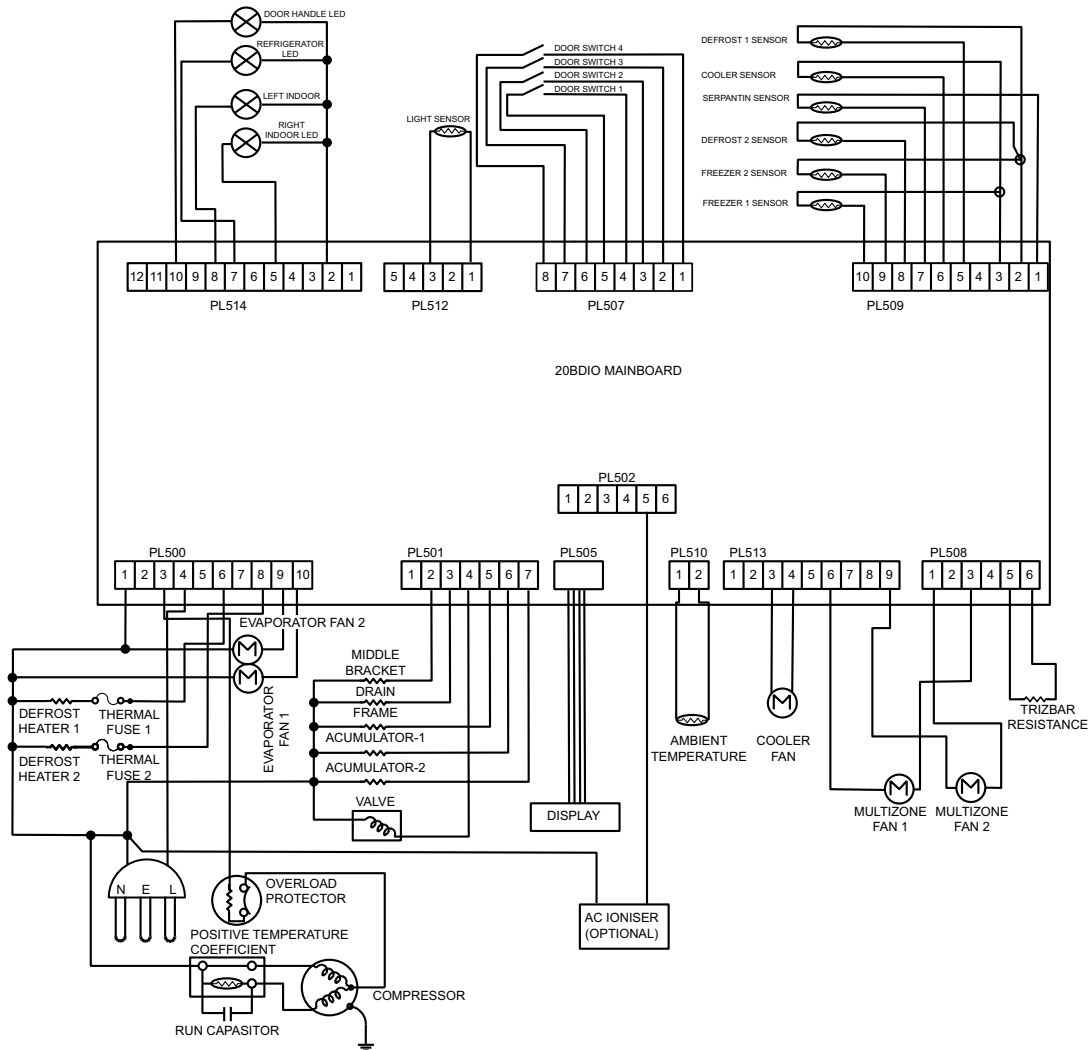 DOOR HANDLE LED
REFRIGERATOR
LED
LEFT INDOOR
RIGHT
INDOOR LED
LIGHT SENSOR
DOOR SWITCH 4
DOOR SWITCH 3
DOOR SWITCH 2
DOOR SWITCH 1
DEFROST 1 SENSOR
COOLER SENSOR
SERPANTIN SENSOR
DEFROST 2 SENSOR
FREEZER 2 SENSOR
FREEZER 1 SENSOR
12 11 10 9 8 7 6 5 4 3 2 1
PL514
5 4 3 2 1
PL512
8 7 6 5 4 3 2 1
PL507
10 9 8 7 6 5 4 3 2 1
PL509
20BDIO MAINBOARD
PL502
1 2 3 4 5 6
PL500
1 2 3 4 5 6 7 8 9 10
PL501
1 2 3 4 5 6 7
PL505
PL510
1 2
PL513
1 2 3 4 5 6 7 8 9
PL508
1 2 3 4 5 6
EVAPORATOR FAN 2
M
M
EVAPORATOR
FAN 1
DEFROST
HEATER 1
THERMAL
FUSE 1
DEFROST
HEATER 2
THERMAL
FUSE 2
MIDDLE
BRACKET
DRAIN
FRAME
ACUMULATOR-1
ACUMULATOR-2
VALVE
DISPLAY
AMBIENT
TEMPERATURE
M
COOLER
FAN
M
MULTIZONE
FAN 1
M
MULTIZONE
FAN 2
TRIZBAR
RESISTANCE
N E L
OVERLOAD
PROTECTOR
POSITIVE TEMPERATURE
COEFFICIENT
RUN CAPASITOR
COMPRESSOR
AC IONISER
(OPTIONAL)